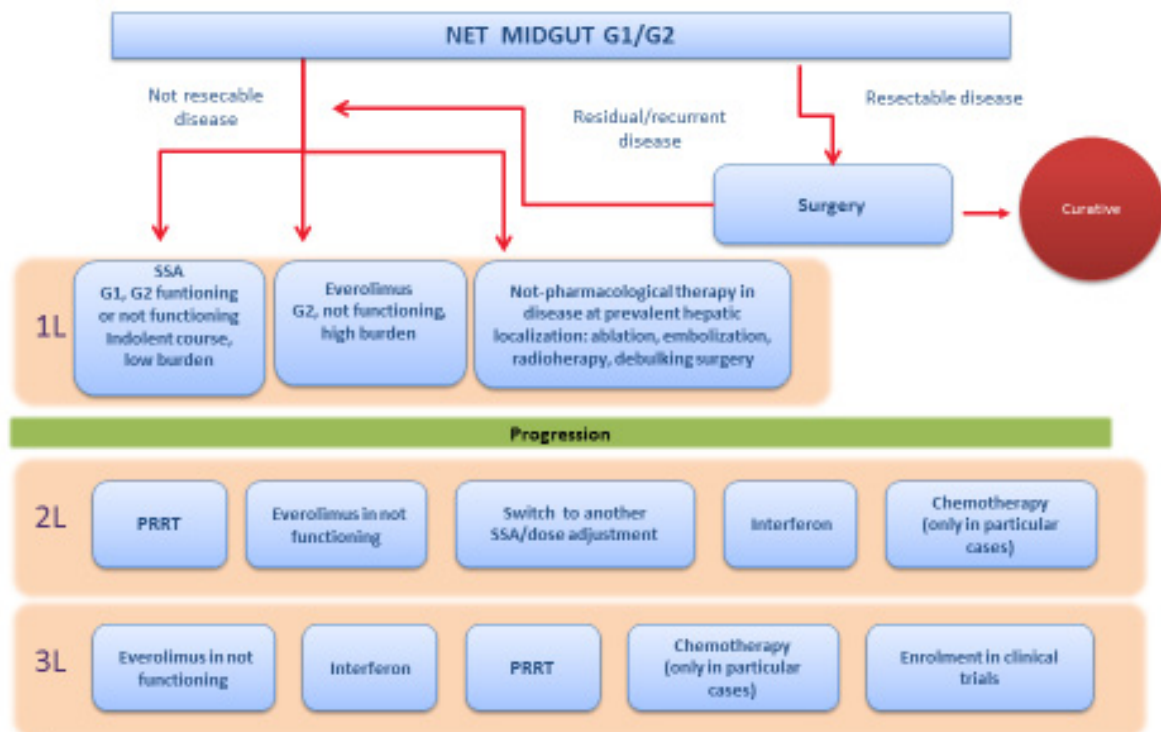 NET MIDGUT G1/G2
Not resecable
disease
Residual/recurrent
disease
Resectable disease
Surgery
Curative
1L
SSA
G1, G2 funtioning
or not functioning
Indolent course,
low burden
Everolimus
G2, not functioning,
high burden
Not-pharmacological therapy in
disease at prevalent hepatic
localization: ablation, embolization,
radioherapy, debulking surgery
Progression
2L
PRRT
Everolimus in not
functioning
Switch to another
SSA/dose adjustment
Interferon
Chemotherapy
(only in particular
cases)
3L
Everolimus in not
functioning
Interferon
PRRT
Chemotherapy
(only in particular
cases)
Enrolment in clinical
trials